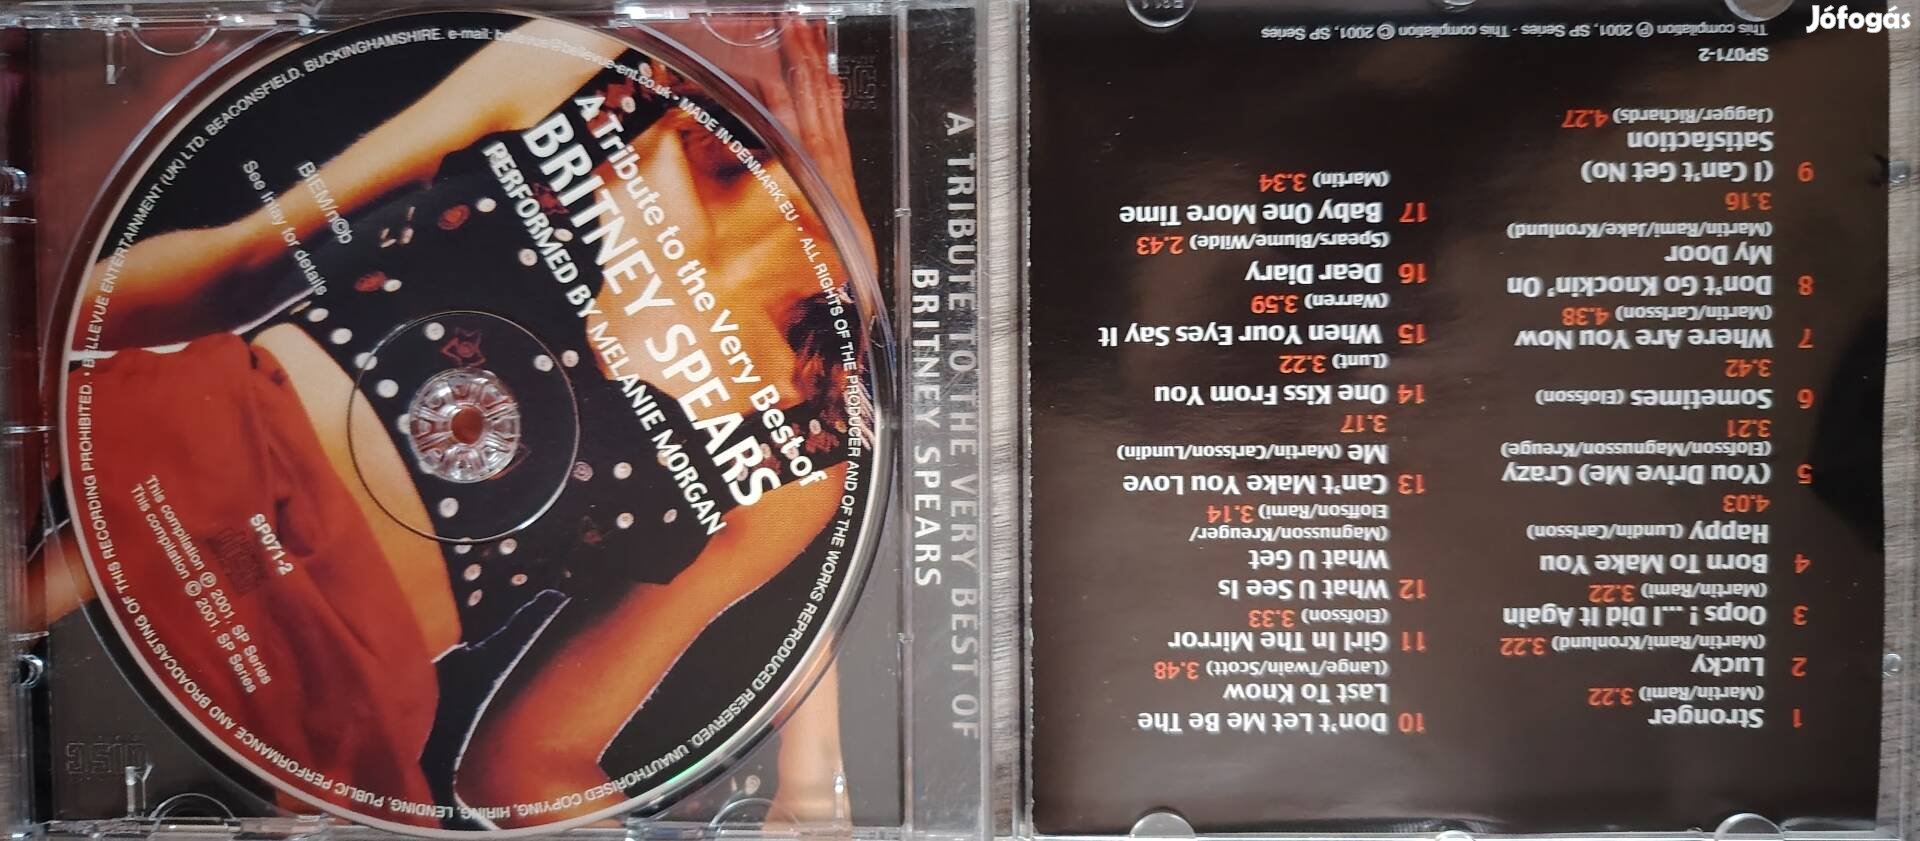 Jófogás
A Tribute to the Very Best of
BRITNEY SPEARS
PERFORMED BY MELANIE MORGAN
BIEM/n©b
See inlay for details
SP071-2
This compilation ℗ 2001, SP Series
This compilation © 2001, SP Series
BELLEVUE ENTERTAINMENT (UK) LTD. BEACONSFIELD, BUCKINGHAMSHIRE. e-mail: bellevue@bellevue-ent.co.uk • MADE IN DENMARK EU • ALL RIGHTS OF THE PRODUCER AND OF THE WORKS REPRODUCED RESERVED. UNAUTHORISED COPYING, HIRING, LENDING, PUBLIC PERFORMANCE AND BROADCASTING OF THIS RECORDING PROHIBITED. •
A TRIBUTE TO THE VERY BEST OF
BRITNEY SPEARS
1 Stronger
(Martin/Rami) 3.22
2 Lucky
(Martin/Rami/Kronlund) 3.22
3 Oops ! ...I Did It Again
(Martin/Rami) 3.22
4 Born To Make You
Happy (Lundin/Carlsson)
4.03
5 (You Drive Me) Crazy
(Elofsson/Magnusson/Kreuge)
3.21
6 Sometimes (Elofsson)
3.42
7 Where Are You Now
(Martin/Carlsson) 4.38
8 Don't Go Knockin' On
My Door
(Martin/Rami/Jake/Kronlund)
3.16
9 (I Can't Get No)
Satisfaction
(Jagger/Richards) 4.27
10 Don't Let Me Be The
Last To Know
(Lange/Twain/Scott) 3.48
11 Girl In The Mirror
(Elofsson) 3.33
12 What U See Is
What U Get
(Magnusson/Kreuger/
Eloffson/Rami) 3.14
13 Can't Make You Love
Me (Martin/Carlsson/Lundin)
3.17
14 One Kiss From You
(Lunt) 3.22
15 When Your Eyes Say It
(Warren) 3.59
16 Dear Diary
(Spears/Blume/Wilde) 2.43
17 Baby One More Time
(Martin) 3.34
SP071-2
This compilation ℗ 2001, SP Series - This compilation © 2001, SP Series